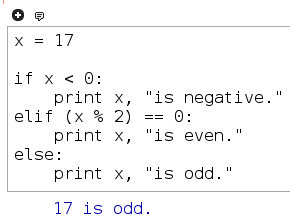 x = 17

if x < 0:
    print x, "is negative."
elif (x % 2) == 0:
    print x, "is even."
else:
    print x, "is odd."
17 is odd.